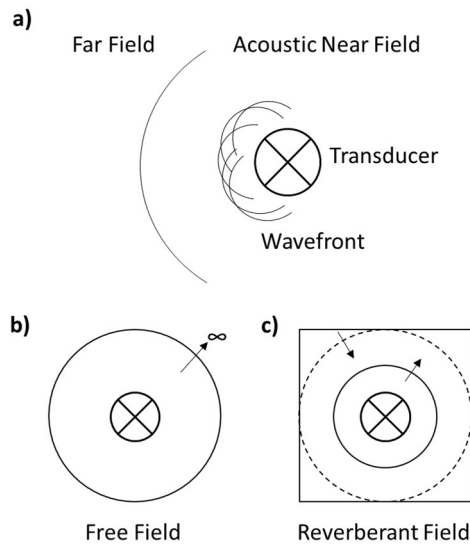 a)
Far Field
Acoustic Near Field
Transducer
Wavefront
b)
∞
Free Field
c)
Reverberant Field